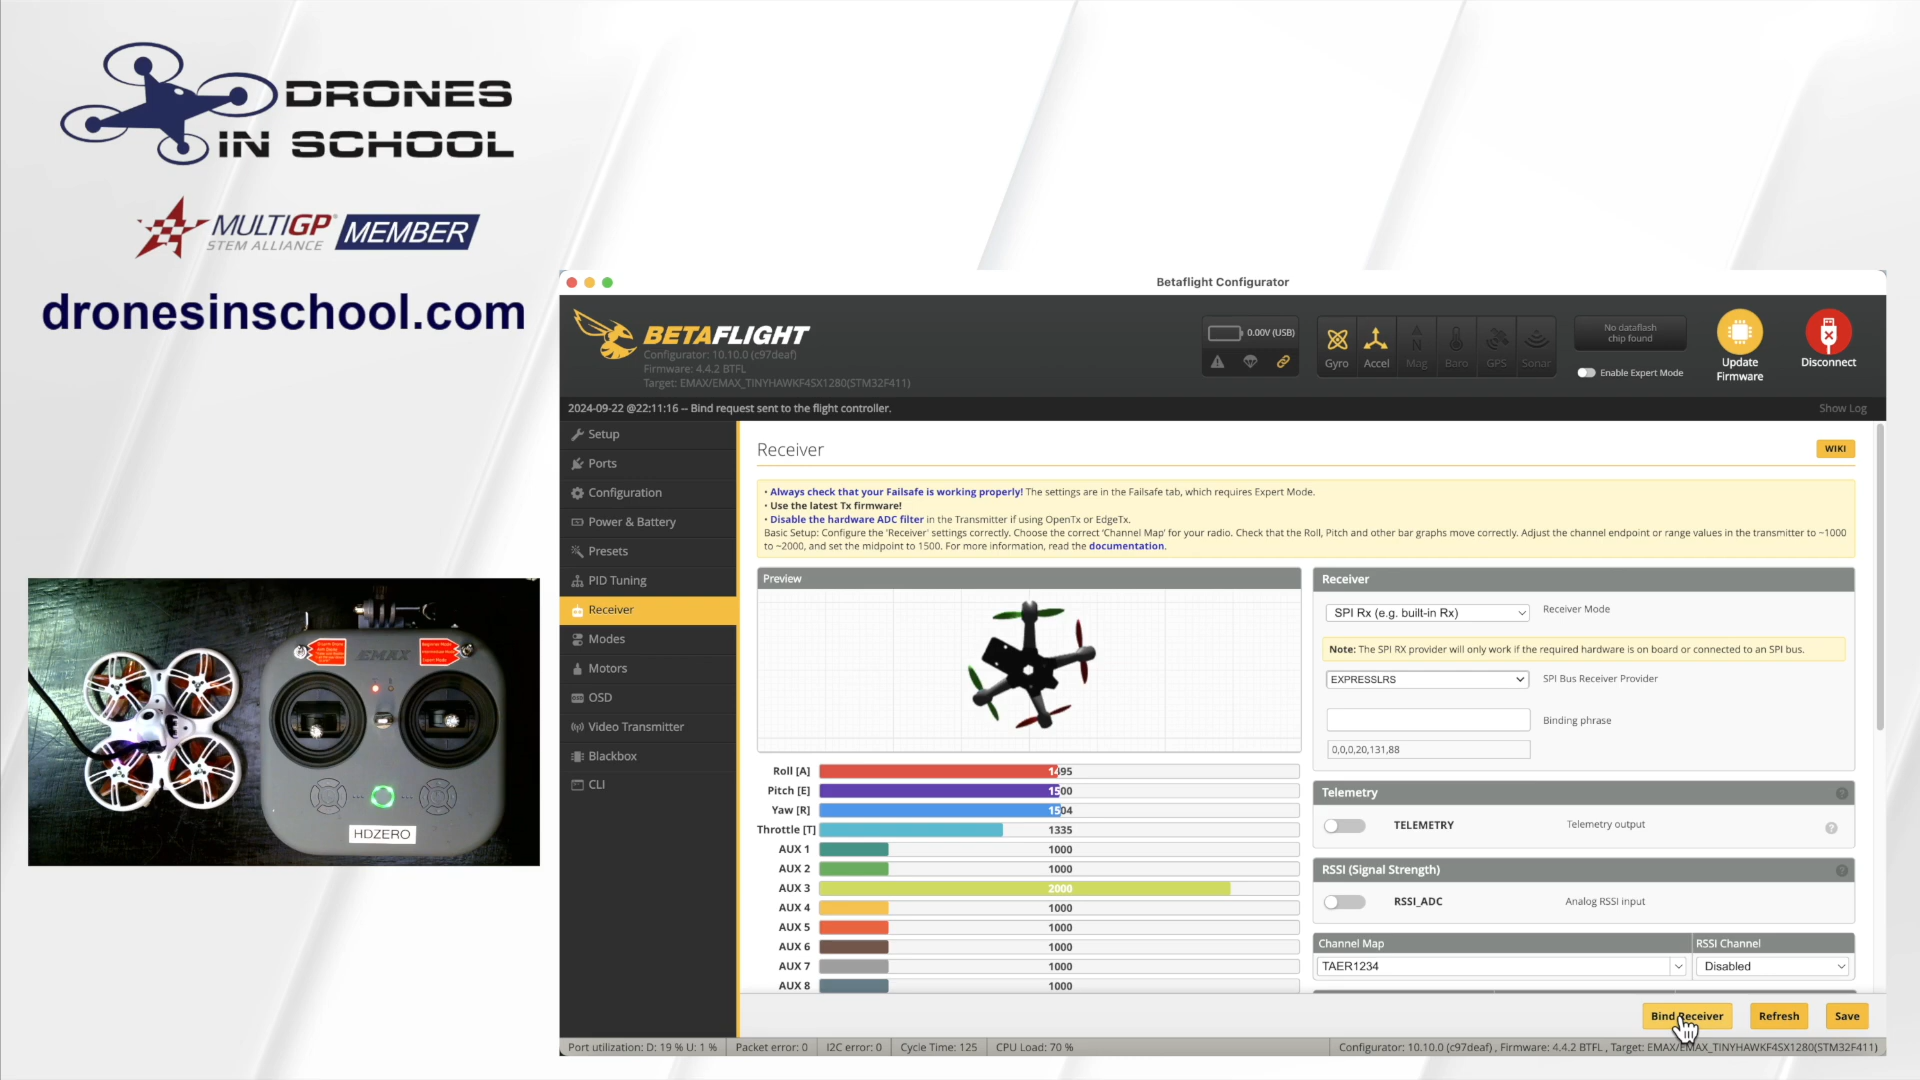 DRONES
IN SCHOOL
MULTIGP
STEM ALLIANCE
MEMBER
dronesinschool.com
EMAX
HDZERO
Betaflight Configurator
BETAFLIGHT
Configurator: 10.10.0 (c97deaf)
Firmware: 4.4.2 BTFL
Target: EMAX/EMAX_TINYHAWKF4SX1280(STM32F411)
0.00V (USB)
Gyro
Accel
Mag
Baro
GPS
Sonar
No dataflash
chip found
Enable Expert Mode
Update
Firmware
Disconnect
2024-09-22 @22:11:16 -- Bind request sent to the flight controller.
Show Log
Setup
Ports
Configuration
Power & Battery
Presets
PID Tuning
Receiver
Modes
Motors
OSD
Video Transmitter
Blackbox
CLI
Receiver
WIKI
• Always check that your Failsafe is working properly! The settings are in the Failsafe tab, which requires Expert Mode.
• Use the latest Tx firmware!
• Disable the hardware ADC filter in the Transmitter if using OpenTx or EdgeTx.
Basic Setup: Configure the 'Receiver' settings correctly. Choose the correct 'Channel Map' for your radio. Check that the Roll, Pitch and other bar graphs move correctly. Adjust the channel endpoint or range values in the transmitter to ~1000
to ~2000, and set the midpoint to 1500. For more information, read the documentation.
Preview
Roll [A] 1495
Pitch [E] 1500
Yaw [R] 1504
Throttle [T] 1335
AUX 1 1000
AUX 2 1000
AUX 3 2000
AUX 4 1000
AUX 5 1000
AUX 6 1000
AUX 7 1000
AUX 8 1000
Receiver
SPI Rx (e.g. built-in Rx) Receiver Mode
Note: The SPI RX provider will only work if the required hardware is on board or connected to an SPI bus.
EXPRESSLRS SPI Bus Receiver Provider
Binding phrase
0,0,0,20,131,88
Telemetry
TELEMETRY Telemetry output
RSSI (Signal Strength)
RSSI_ADC Analog RSSI input
Channel Map RSSI Channel
TAER1234 Disabled
Bind Receiver Refresh Save
Port utilization: D: 19 % U: 1 % Packet error: 0 I2C error: 0 Cycle Time: 125 CPU Load: 70 %
Configurator: 10.10.0 (c97deaf) , Firmware: 4.4.2 BTFL , Target: EMAX/EMAX_TINYHAWKF4SX1280(STM32F411)